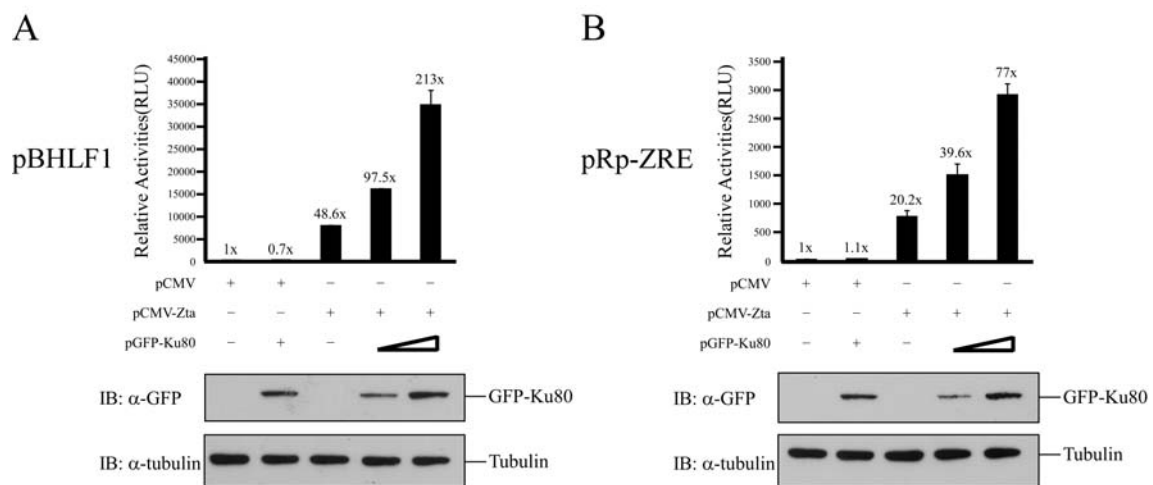 A
pBHLF1
Relative Activities(RLU)
45000
40000
35000
30000
25000
20000
15000
10000
5000
0
1x
0.7x
48.6x
97.5x
213x
pCMV + + – – –
pCMV-Zta – – + + +
pGFP-Ku80 – + –
IB: α-GFP
GFP-Ku80
IB: α-tubulin
Tubulin
B
pRp-ZRE
Relative Activities(RLU)
3500
3000
2500
2000
1500
1000
500
0
1x
1.1x
20.2x
39.6x
77x
pCMV + + – – –
pCMV-Zta – – + + +
pGFP-Ku80 – + –
IB: α-GFP
GFP-Ku80
IB: α-tubulin
Tubulin